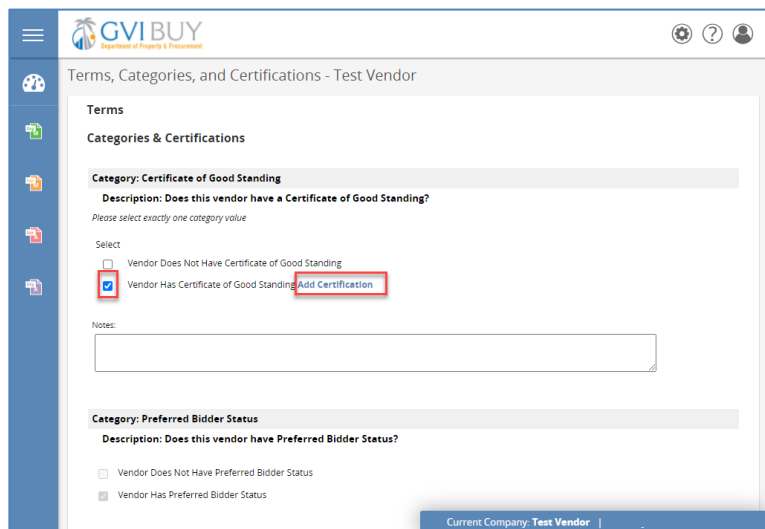 GVIBUY
Department of Property & Procurement
Terms, Categories, and Certifications - Test Vendor
Terms
Categories & Certifications
Category: Certificate of Good Standing
Description: Does this vendor have a Certificate of Good Standing?
Please select exactly one category value
Select
Vendor Does Not Have Certificate of Good Standing
Vendor Has Certificate of Good Standing Add Certification
Notes:
Category: Preferred Bidder Status
Description: Does this vendor have Preferred Bidder Status?
Vendor Does Not Have Preferred Bidder Status
Vendor Has Preferred Bidder Status
Current Company: Test Vendor |